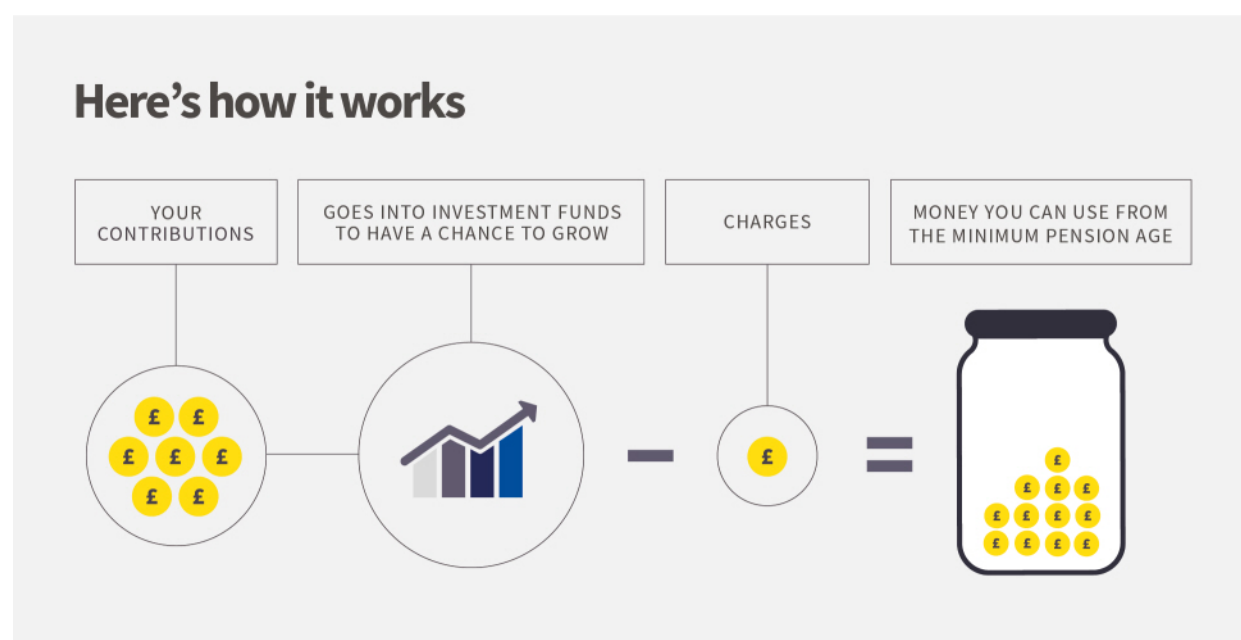 Here’s how it works
YOUR
CONTRIBUTIONS
GOES INTO INVESTMENT FUNDS
TO HAVE A CHANCE TO GROW
CHARGES
MONEY YOU CAN USE FROM
THE MINIMUM PENSION AGE
£ £
£ £ £
£ £
£
£
£ £ £
£ £ £ £
£ £ £ £